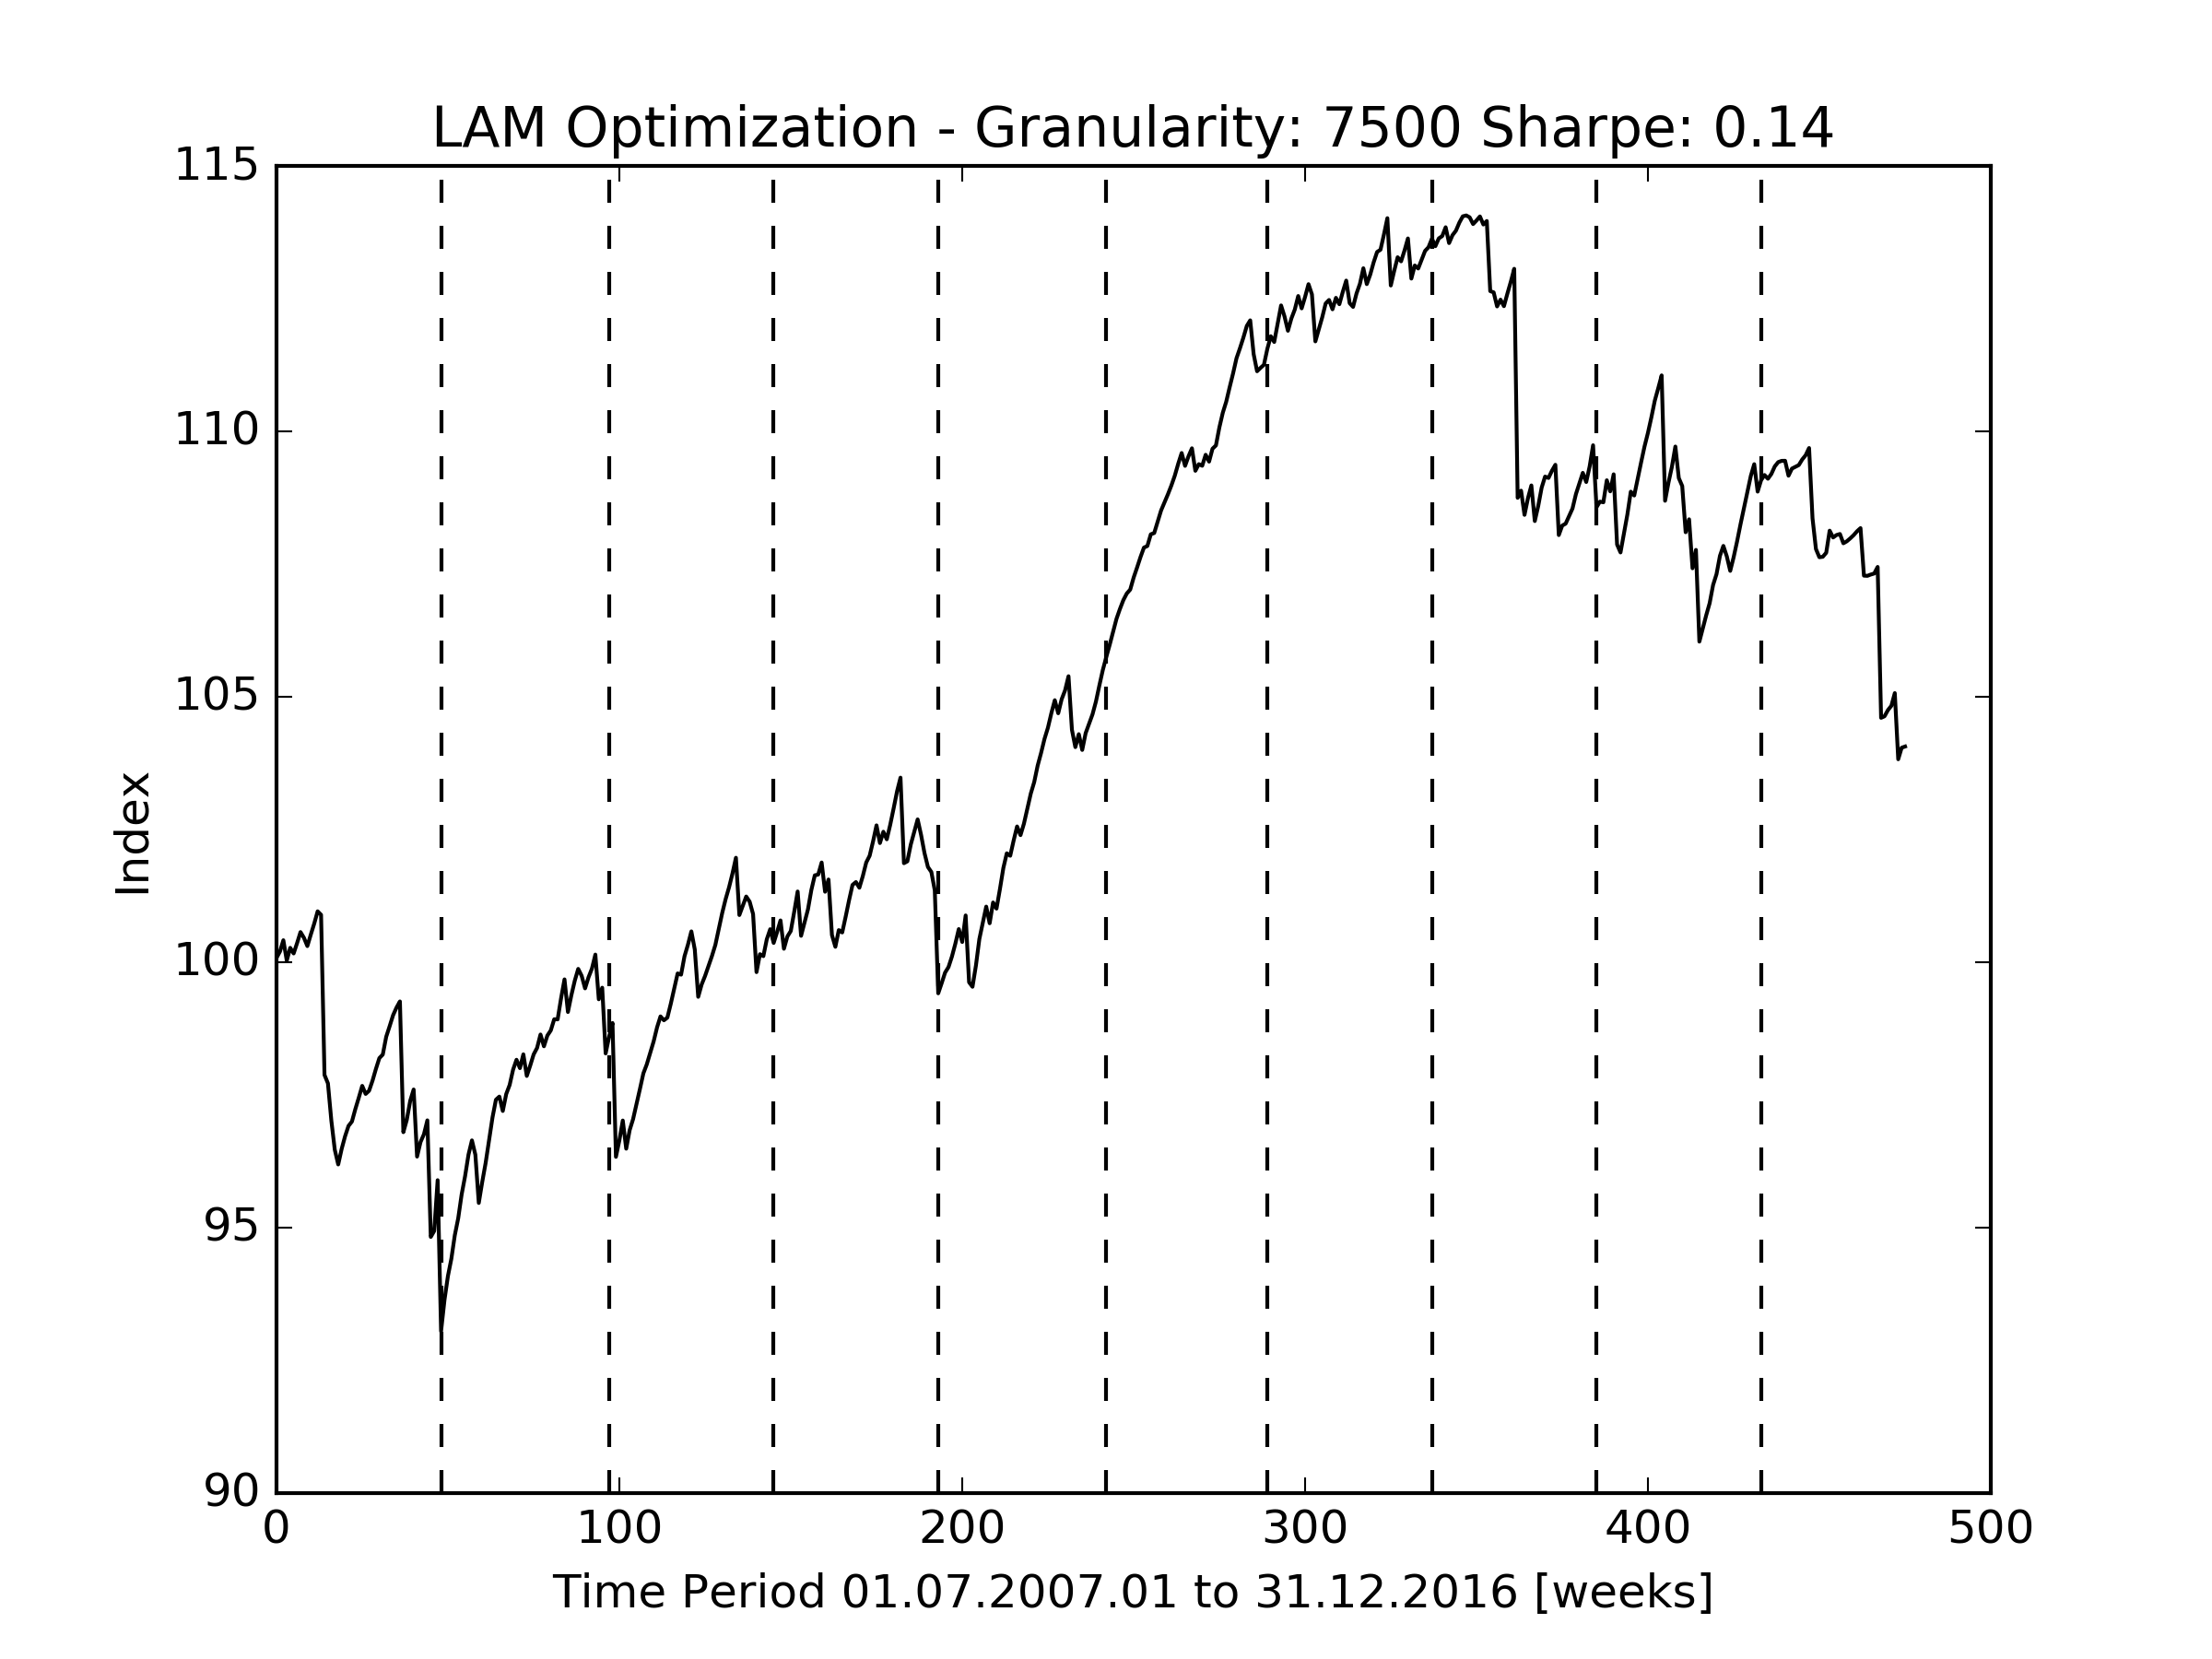 LAM Optimization - Granularity: 7500 Sharpe: 0.14
115
110
105
100
95
90
Index
0 100 200 300 400 500
Time Period 01.07.2007.01 to 31.12.2016 [weeks]